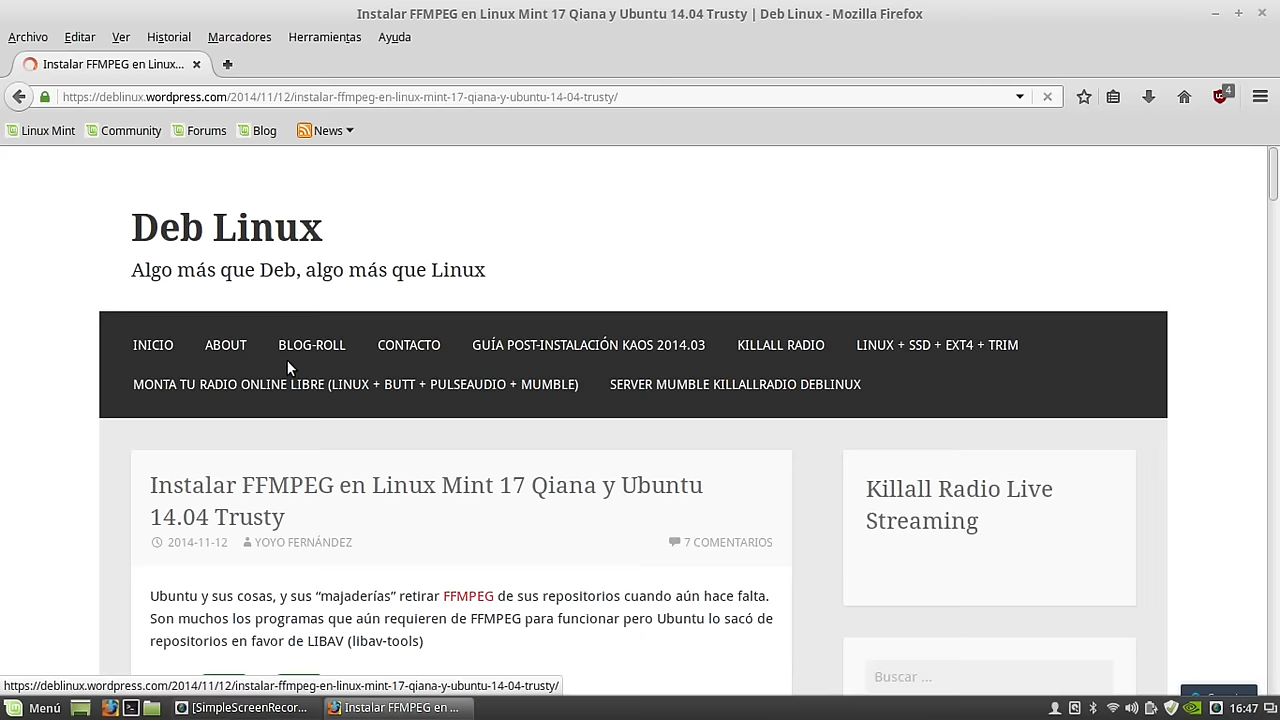 Instalar FFMPEG en Linux Mint 17 Qiana y Ubuntu 14.04 Trusty | Deb Linux - Mozilla Firefox
Archivo Editar Ver Historial Marcadores Herramientas Ayuda
Instalar FFMPEG en Linux...
https://deblinux.wordpress.com/2014/11/12/instalar-ffmpeg-en-linux-mint-17-qiana-y-ubuntu-14-04-trusty/
4
Linux Mint Community Forums Blog News
Deb Linux
Algo más que Deb, algo más que Linux
INICIO ABOUT BLOG-ROLL CONTACTO GUÍA POST-INSTALACIÓN KAOS 2014.03 KILLALL RADIO LINUX + SSD + EXT4 + TRIM
MONTA TU RADIO ONLINE LIBRE (LINUX + BUTT + PULSEAUDIO + MUMBLE) SERVER MUMBLE KILLALLRADIO DEBLINUX
Instalar FFMPEG en Linux Mint 17 Qiana y Ubuntu
14.04 Trusty
2014-11-12 YOYO FERNÁNDEZ 7 COMENTARIOS
Ubuntu y sus cosas, y sus “majaderías” retirar FFMPEG de sus repositorios cuando aún hace falta.
Son muchos los programas que aún requieren de FFMPEG para funcionar pero Ubuntu lo sacó de
repositorios en favor de LIBAV (libav-tools)
Killall Radio Live
Streaming
Buscar ...
https://deblinux.wordpress.com/2014/11/12/instalar-ffmpeg-en-linux-mint-17-qiana-y-ubuntu-14-04-trusty/
Menú [SimpleScreenRecor... Instalar FFMPEG en ... 16:47